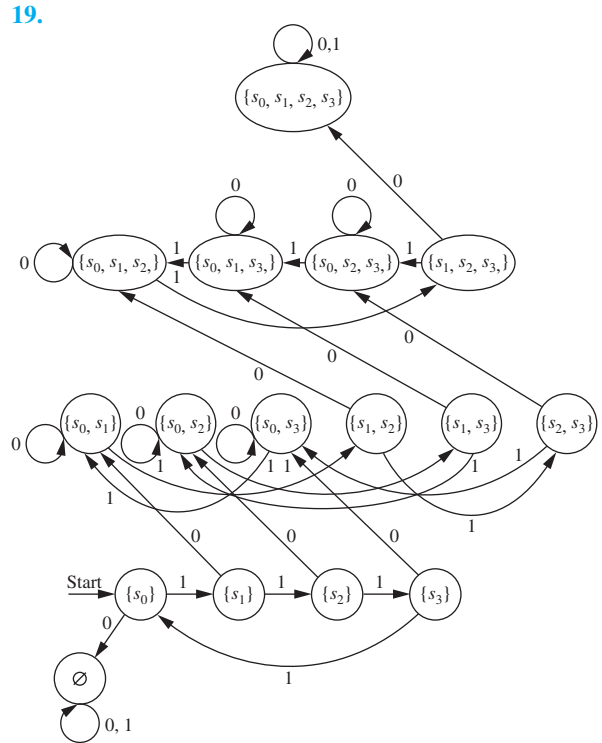 19.
0,1
{s₀, s₁, s₂, s₃}
0
0 0
0 {s₀, s₁, s₂,} 1 1 {s₀, s₁, s₃,} 1 {s₀, s₂, s₃,} 1 {s₁, s₂, s₃,}
0 0 0
0 {s₀, s₁} 0 {s₀, s₂} 0 {s₀, s₃} {s₁, s₂} {s₁, s₃} {s₂, s₃}
1 1 1 1 1 1 1
0 0 0
Start {s₀} 1 {s₁} 1 {s₂} 1 {s₃}
0 1
∅
0, 1